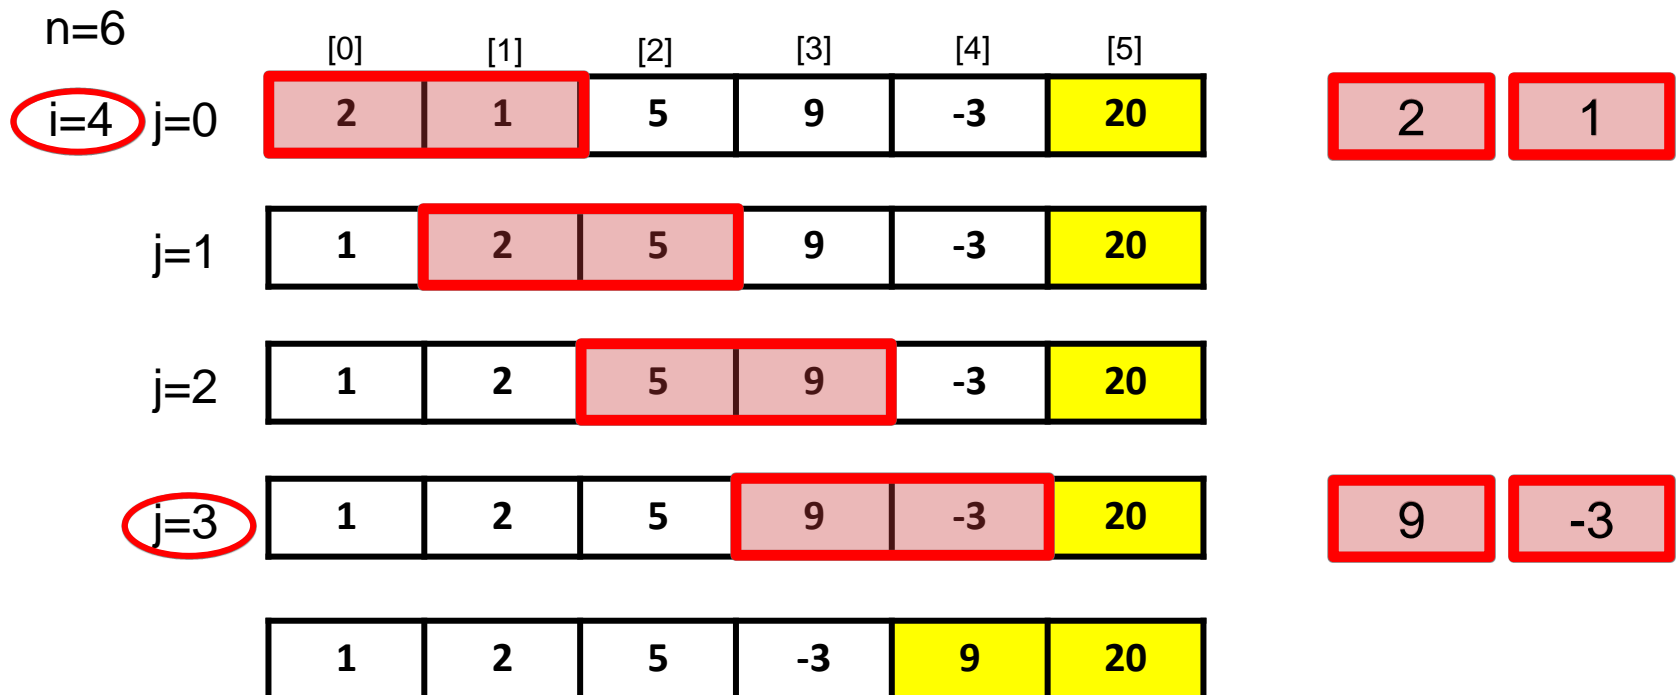 n=6
[0] [1] [2] [3] [4] [5]
i=4 j=0 2 1 5 9 -3 20 2 1
j=1 1 2 5 9 -3 20
j=2 1 2 5 9 -3 20
j=3 1 2 5 9 -3 20 9 -3
1 2 5 -3 9 20